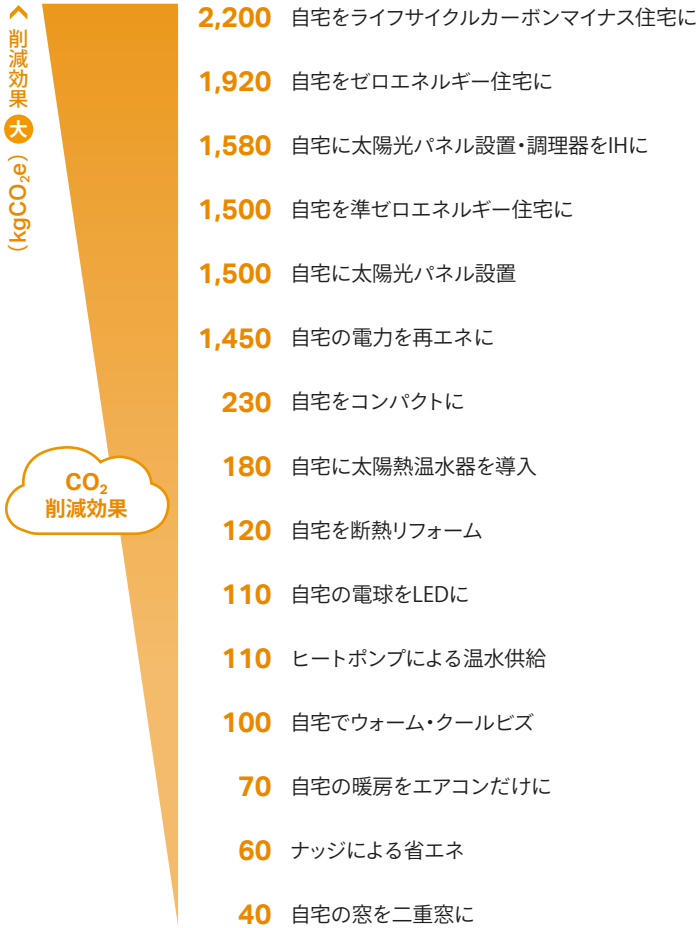 削減効果 大 (kgCO₂e)
2,200 自宅をライフサイクルカーボンマイナス住宅に
1,920 自宅をゼロエネルギー住宅に
1,580 自宅に太陽光パネル設置・調理器をIHに
1,500 自宅を準ゼロエネルギー住宅に
1,500 自宅に太陽光パネル設置
1,450 自宅の電力を再エネに
230 自宅をコンパクトに
180 自宅に太陽熱温水器を導入
CO₂
削減効果
120 自宅を断熱リフォーム
110 自宅の電球をLEDに
110 ヒートポンプによる温水供給
100 自宅でウォーム・クールビズ
70 自宅の暖房をエアコンだけに
60 ナッジによる省エネ
40 自宅の窓を二重窓に